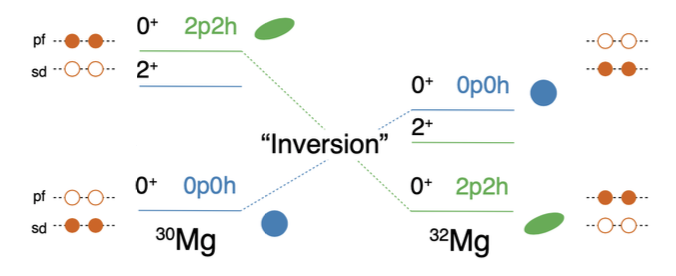 pf
sd
0+ 2p2h
2+
0+ 0p0h
2+
“Inversion”
pf
sd
0+ 0p0h
30Mg
0+ 2p2h
32Mg